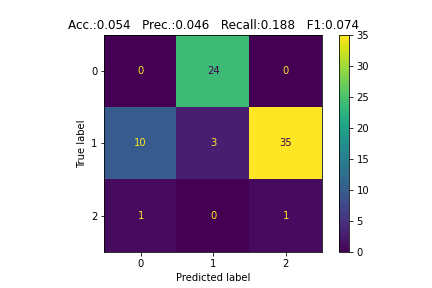 Acc.:0.054   Prec.:0.046   Recall:0.188   F1:0.074
35
0 0 24 0
30
25
True label
20
1 10 3 35
15
10
2 1 0 1
5
0
0 1 2
Predicted label